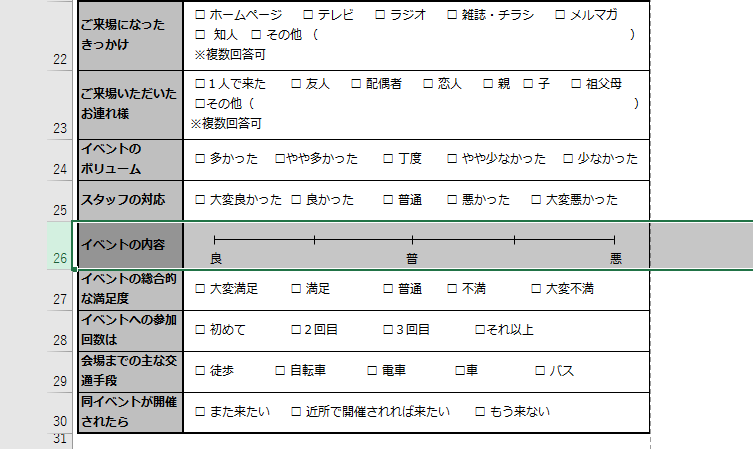 22
ご来場になった
きっかけ
□ ホームページ □ テレビ □ ラジオ □ 雑誌・チラシ □ メルマガ
□ 知人 □ その他 （ ）
※複数回答可
23
ご来場いただいた
お連れ様
□１人で来た □ 友人 □ 配偶者 □ 恋人 □ 親 □ 子 □ 祖父母
□その他（ ）
※複数回答可
24
イベントの
ボリューム
□ 多かった □やや多かった □ 丁度 □ やや少なかった □ 少なかった
25
スタッフの対応
□ 大変良かった □ 良かった □ 普通 □ 悪かった □ 大変悪かった
26
イベントの内容
良 普 悪
27
イベントの総合的
な満足度
□ 大変満足 □ 満足 □ 普通 □ 不満 □ 大変不満
28
イベントへの参加
回数は
□ 初めて □２回目 □３回目 □それ以上
29
会場までの主な交
通手段
□ 徒歩 □ 自転車 □ 電車 □車 □ バス
30
同イベントが開催
されたら
□ また来たい □ 近所で開催されれば来たい □ もう来ない
31